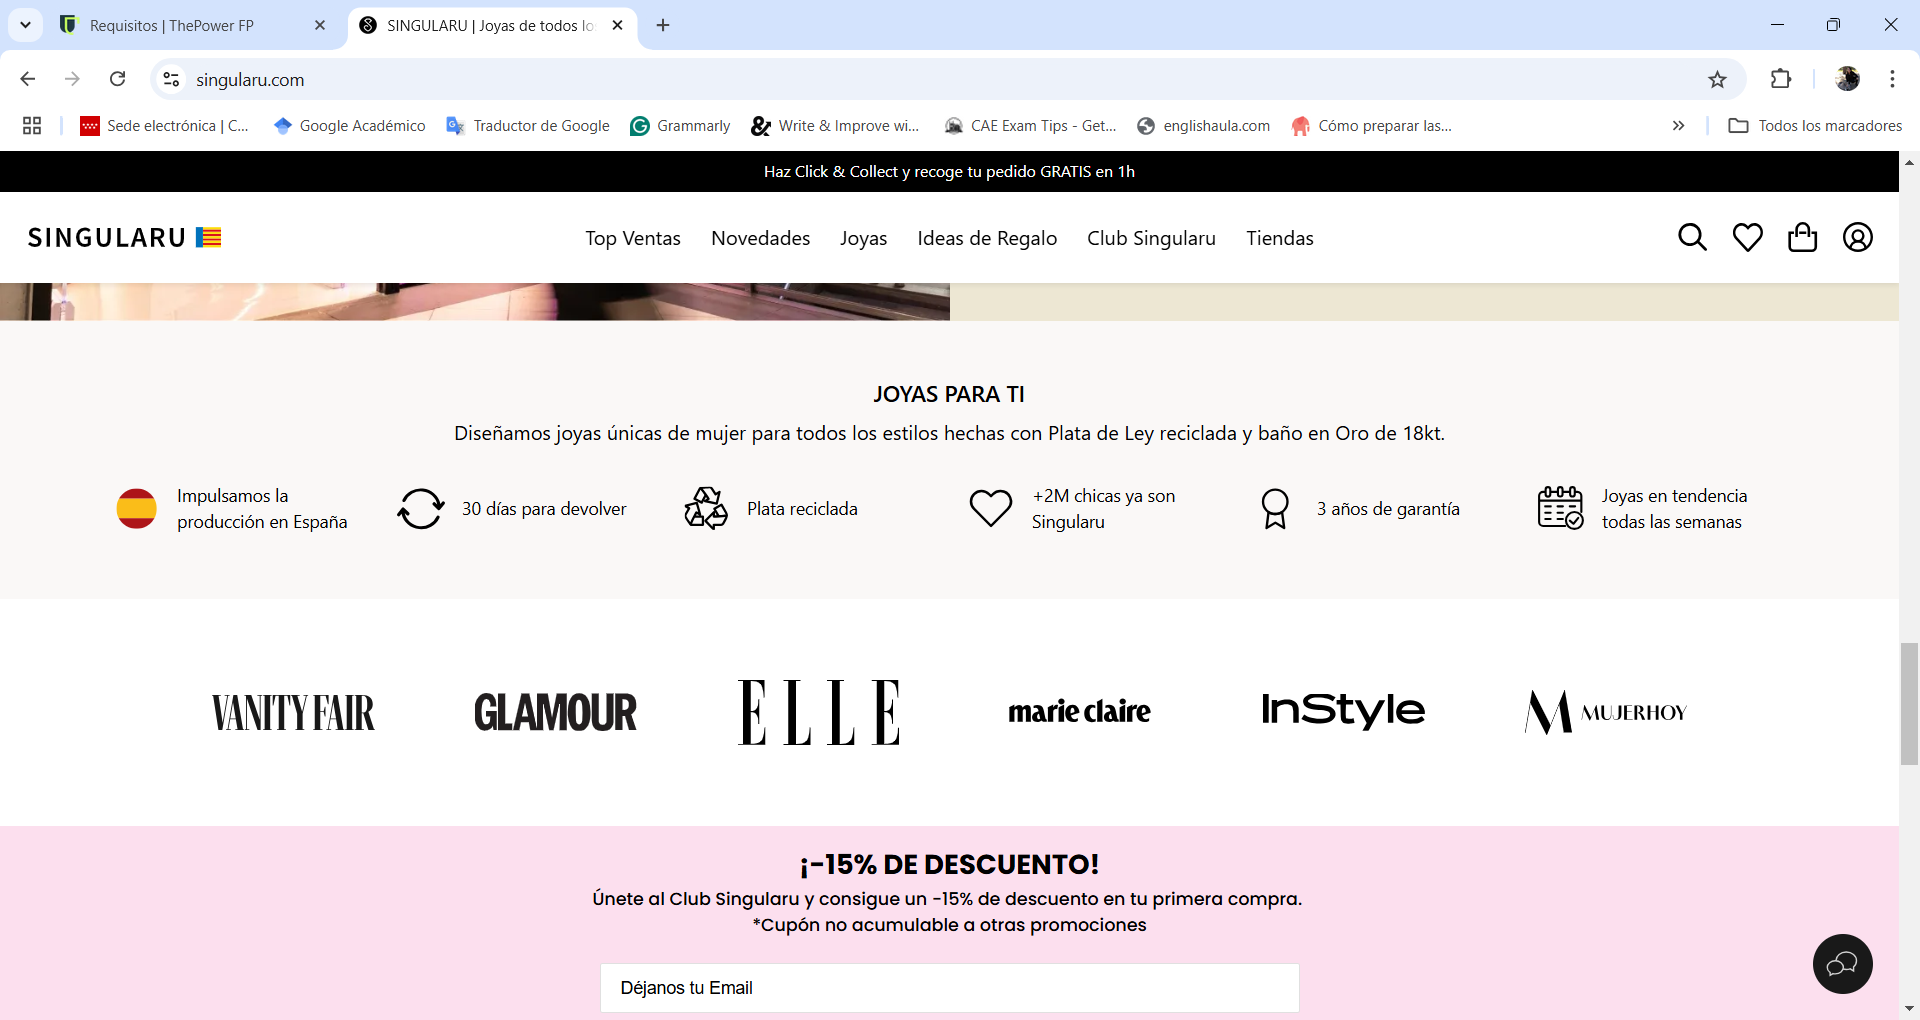 Requisitos | ThePower FP
SINGULARU | Joyas de todos lo
singularu.com
Sede electrónica | C...
Google Académico
Traductor de Google
Grammarly
Write & Improve wi...
CAE Exam Tips - Get...
englishaula.com
Cómo preparar las...
Todos los marcadores
Haz Click & Collect y recoge tu pedido GRATIS en 1h
SINGULARU
Top Ventas
Novedades
Joyas
Ideas de Regalo
Club Singularu
Tiendas
JOYAS PARA TI
Diseñamos joyas únicas de mujer para todos los estilos hechas con Plata de Ley reciclada y baño en Oro de 18kt.
Impulsamos la
producción en España
30 días para devolver
Plata reciclada
+2M chicas ya son
Singularu
3 años de garantía
Joyas en tendencia
todas las semanas
VANITY FAIR
GLAMOUR
ELLE
marie claire
InStyle
M MUJERHOY
¡-15% DE DESCUENTO!
Únete al Club Singularu y consigue un -15% de descuento en tu primera compra.
*Cupón no acumulable a otras promociones
Déjanos tu Email